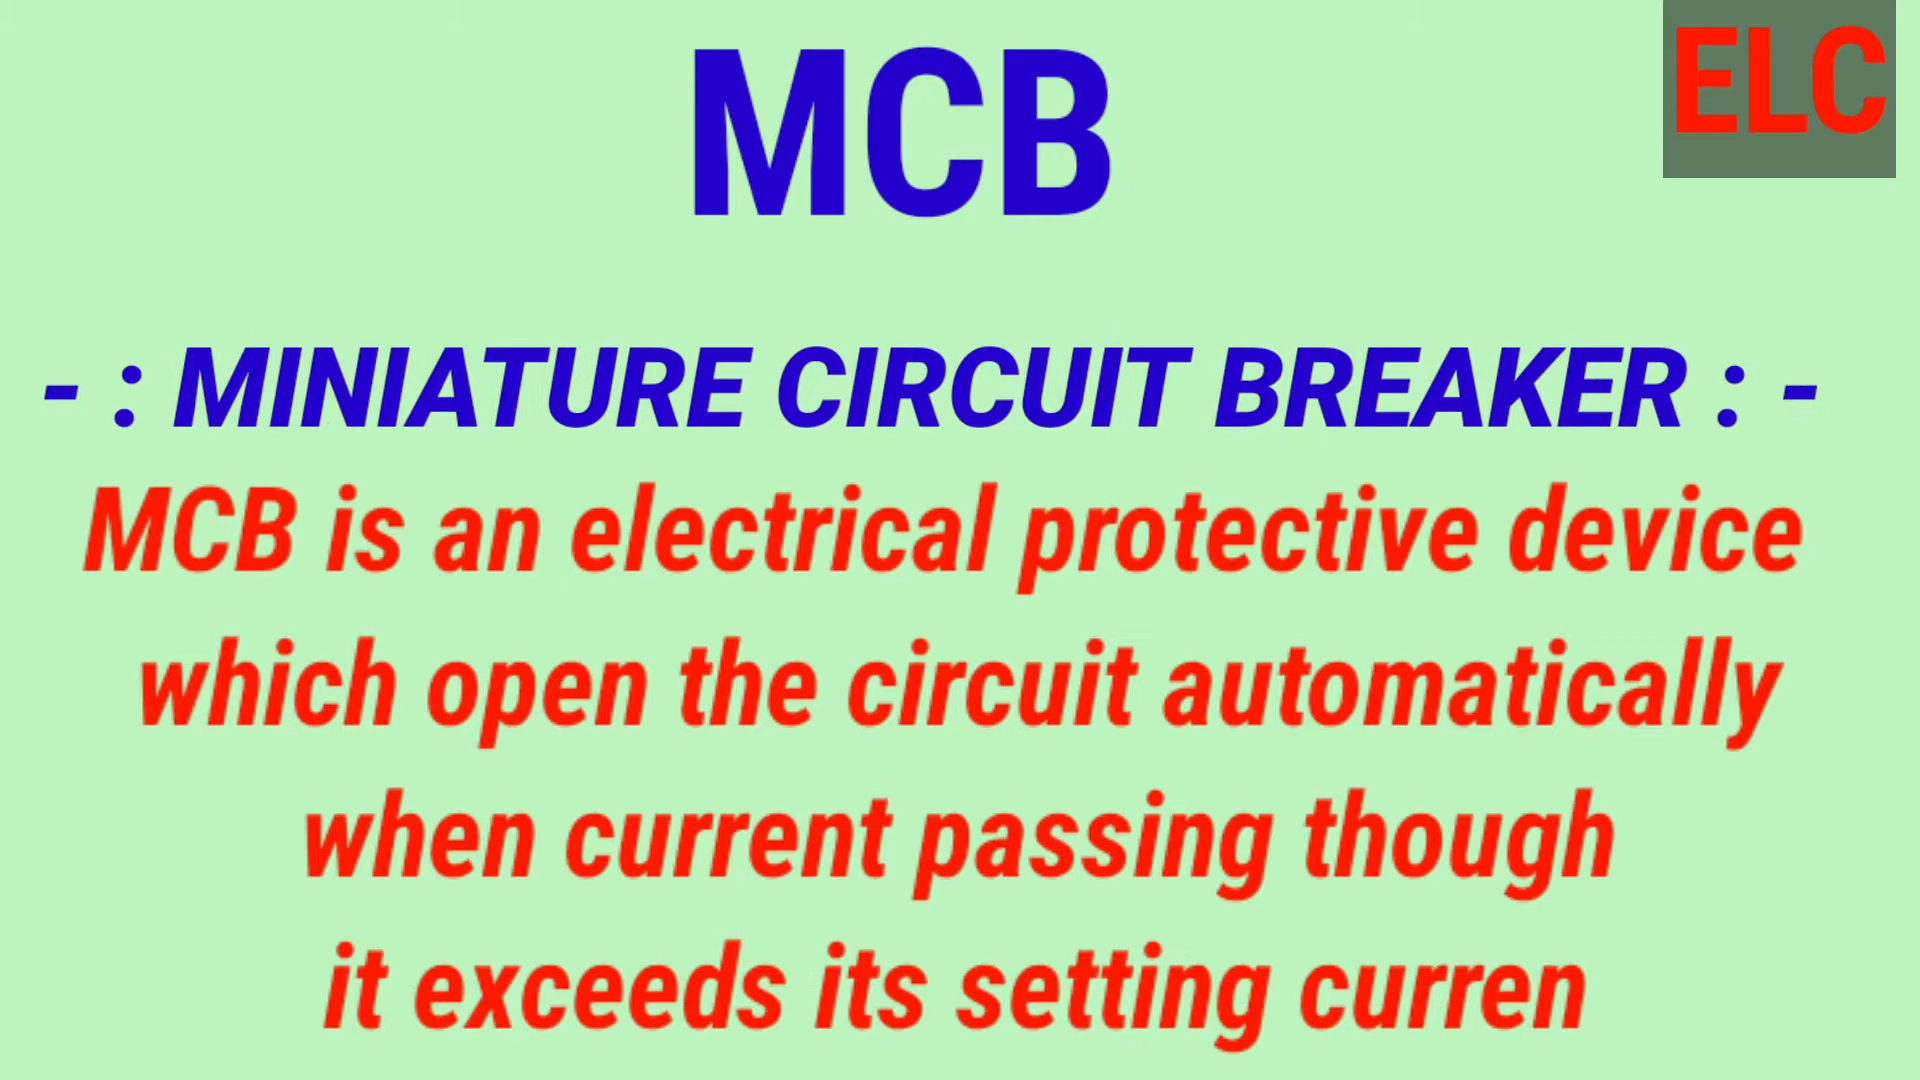 MCB
ELC
- : MINIATURE CIRCUIT BREAKER : -
MCB is an electrical protective device
which open the circuit automatically
when current passing though
it exceeds its setting curren